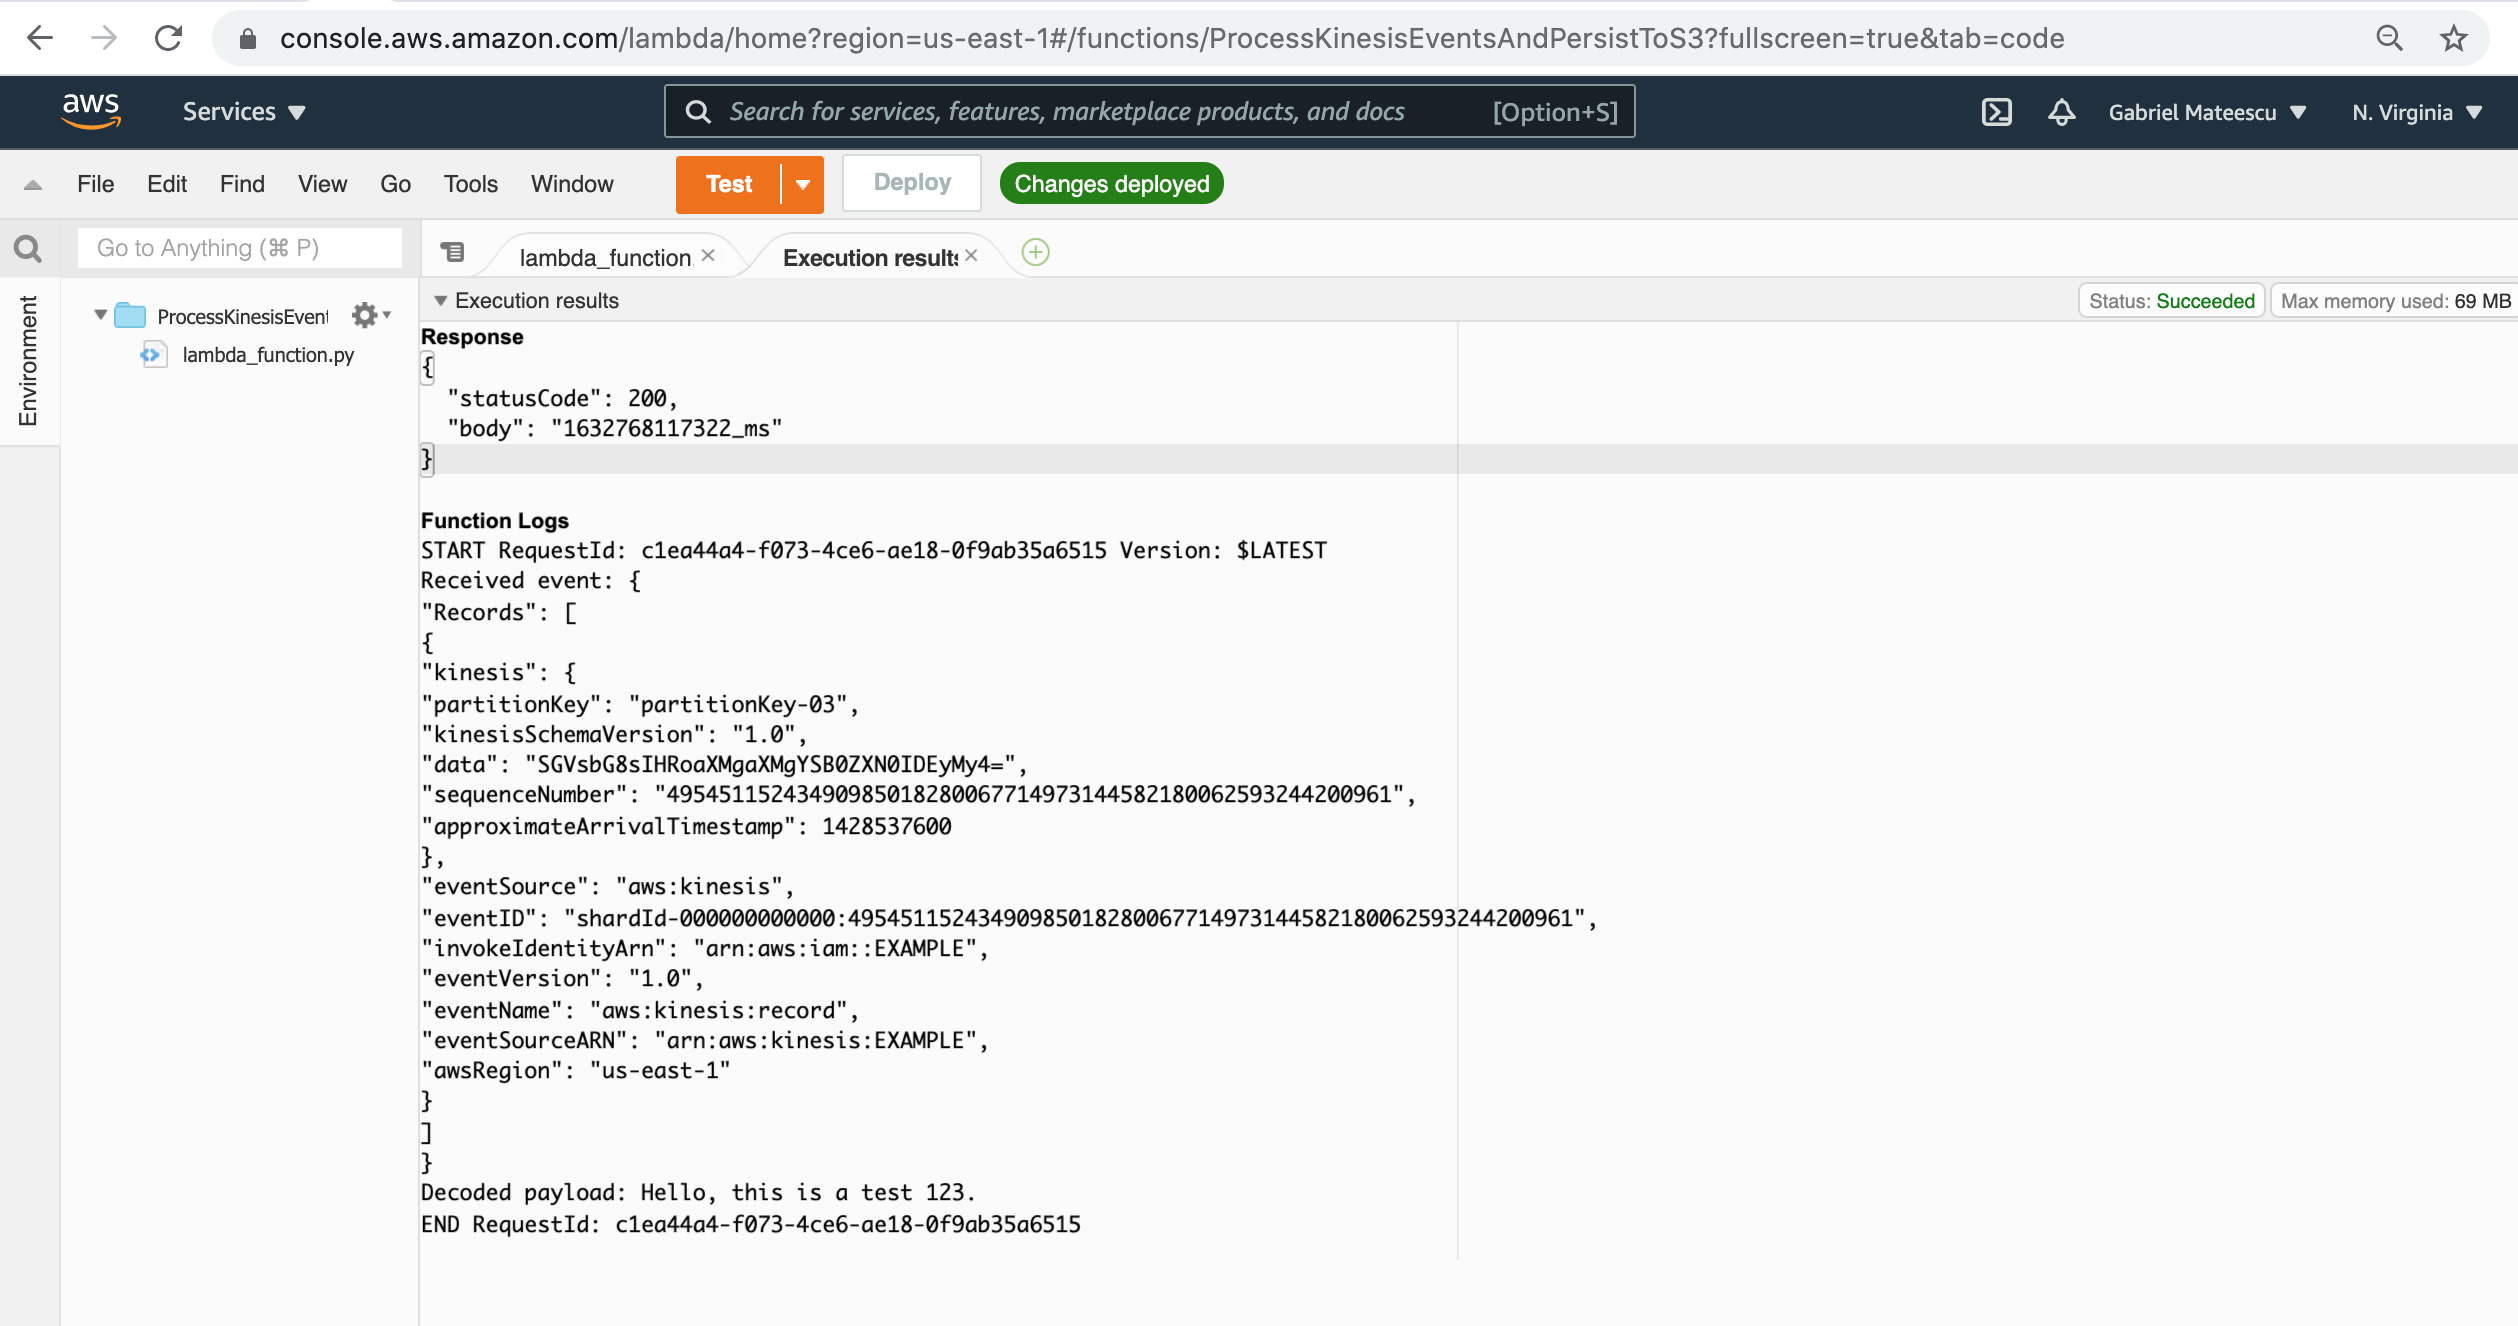 console.aws.amazon.com/lambda/home?region=us-east-1#/functions/ProcessKinesisEventsAndPersistToS3?fullscreen=true&tab=code
aws Services Search for services, features, marketplace products, and docs [Option+S] Gabriel Mateescu N. Virginia
File Edit Find View Go Tools Window Test Deploy Changes deployed
Go to Anything (⌘ P) lambda_function. Execution results
Environment
ProcessKinesisEvent
lambda_function.py
Execution results Status: Succeeded Max memory used: 69 MB
Response
{
"statusCode": 200,
"body": "1632768117322_ms"
}
Function Logs
START RequestId: c1ea44a4-f073-4ce6-ae18-0f9ab35a6515 Version: $LATEST
Received event: {
"Records": [
{
"kinesis": {
"partitionKey": "partitionKey-03",
"kinesisSchemaVersion": "1.0",
"data": "SGVsbG8sIHRoaXMgaXMgYSB0ZXN0IDEyMy4=",
"sequenceNumber": "49545115243490985018280067714973144582180062593244200961",
"approximateArrivalTimestamp": 1428537600
},
"eventSource": "aws:kinesis",
"eventID": "shardId-000000000000:49545115243490985018280067714973144582180062593244200961",
"invokeIdentityArn": "arn:aws:iam::EXAMPLE",
"eventVersion": "1.0",
"eventName": "aws:kinesis:record",
"eventSourceARN": "arn:aws:kinesis:EXAMPLE",
"awsRegion": "us-east-1"
}
]
}
Decoded payload: Hello, this is a test 123.
END RequestId: c1ea44a4-f073-4ce6-ae18-0f9ab35a6515